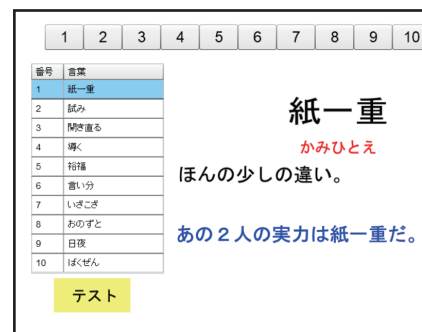 1 2 3 4 5 6 7 8 9 10
番号 言葉
1 紙一重
2 試み
3 開き直る
4 導く
5 裕福
6 言い分
7 いざこざ
8 おのずと
9 日夜
10 ばくぜん
テスト
紙一重
かみひとえ
ほんの少しの違い。
あの2人の実力は紙一重だ。